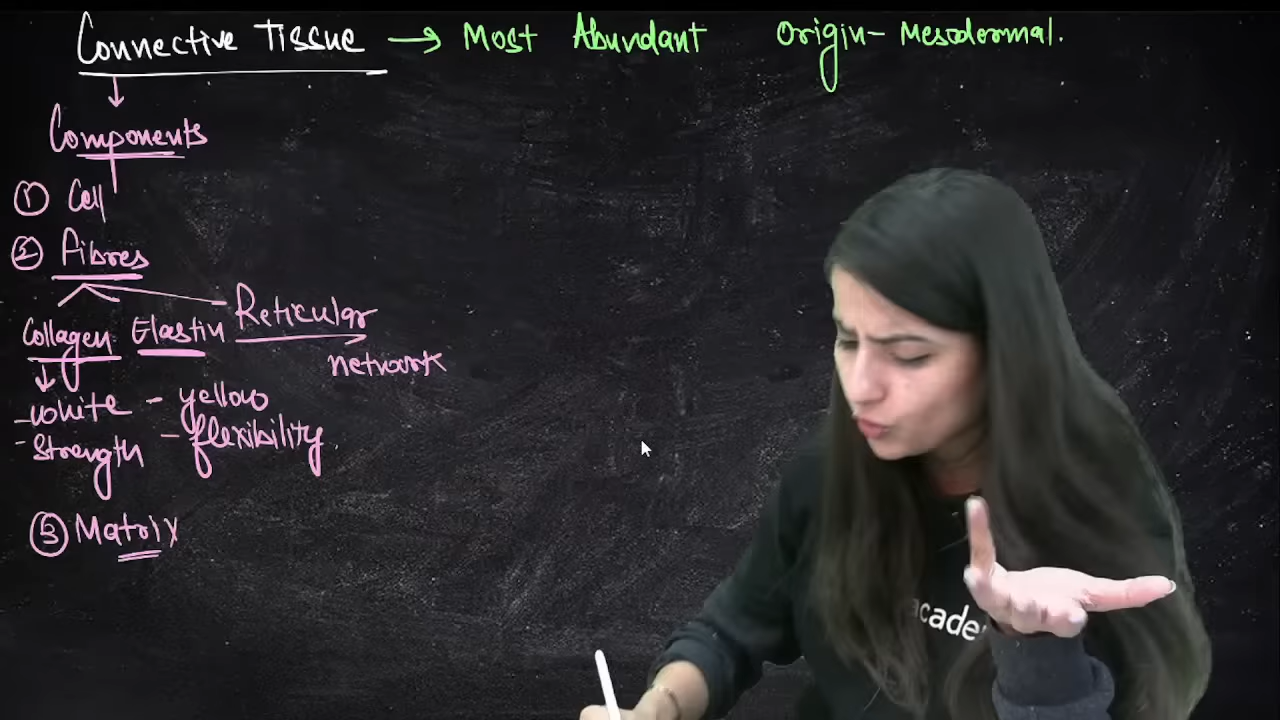 Connective Tissue → Most Abundant Origin- Mesodermal.
Components
① Cell
② Fibres
Collagen Elastin Reticular
network
-White - yellow
-Strength - flexibility.
③ Matrix
acade